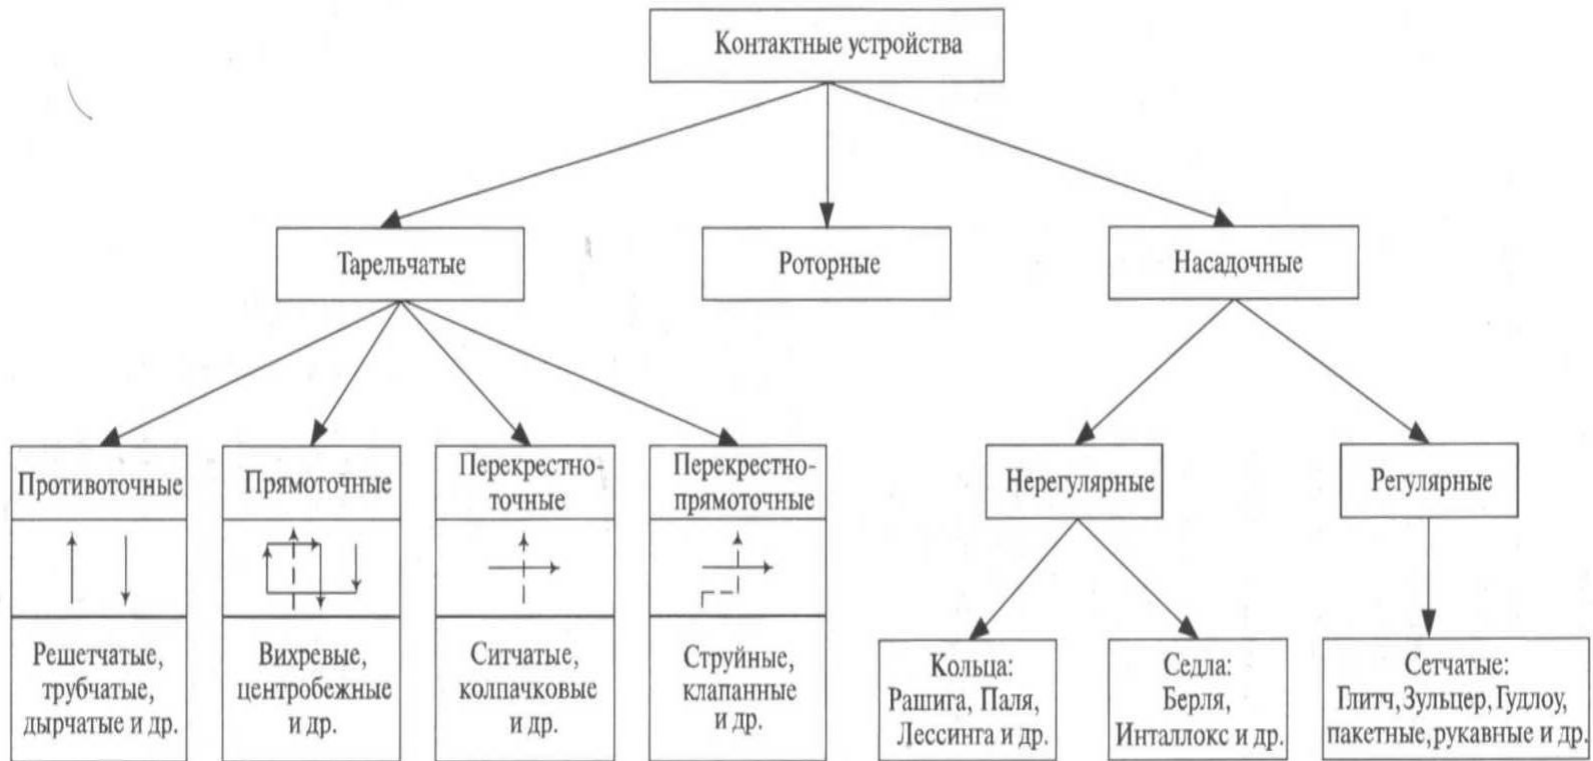 Контактные устройства
Тарельчатые
Роторные
Насадочные
Противоточные
Прямоточные
Перекрестно-
точные
Перекрестно-
прямоточные
Нерегулярные
Регулярные
Решетчатые,
трубчатые,
дырчатые и др.
Вихревые,
центробежные
и др.
Ситчатые,
колпачковые
и др.
Струйные,
клапанные
и др.
Кольца:
Рашига, Паля,
Лессинга и др.
Седла:
Берля,
Инталлокс и др.
Сетчатые:
Глитч, Зульцер, Гудлоу,
пакетные, рукавные и др.